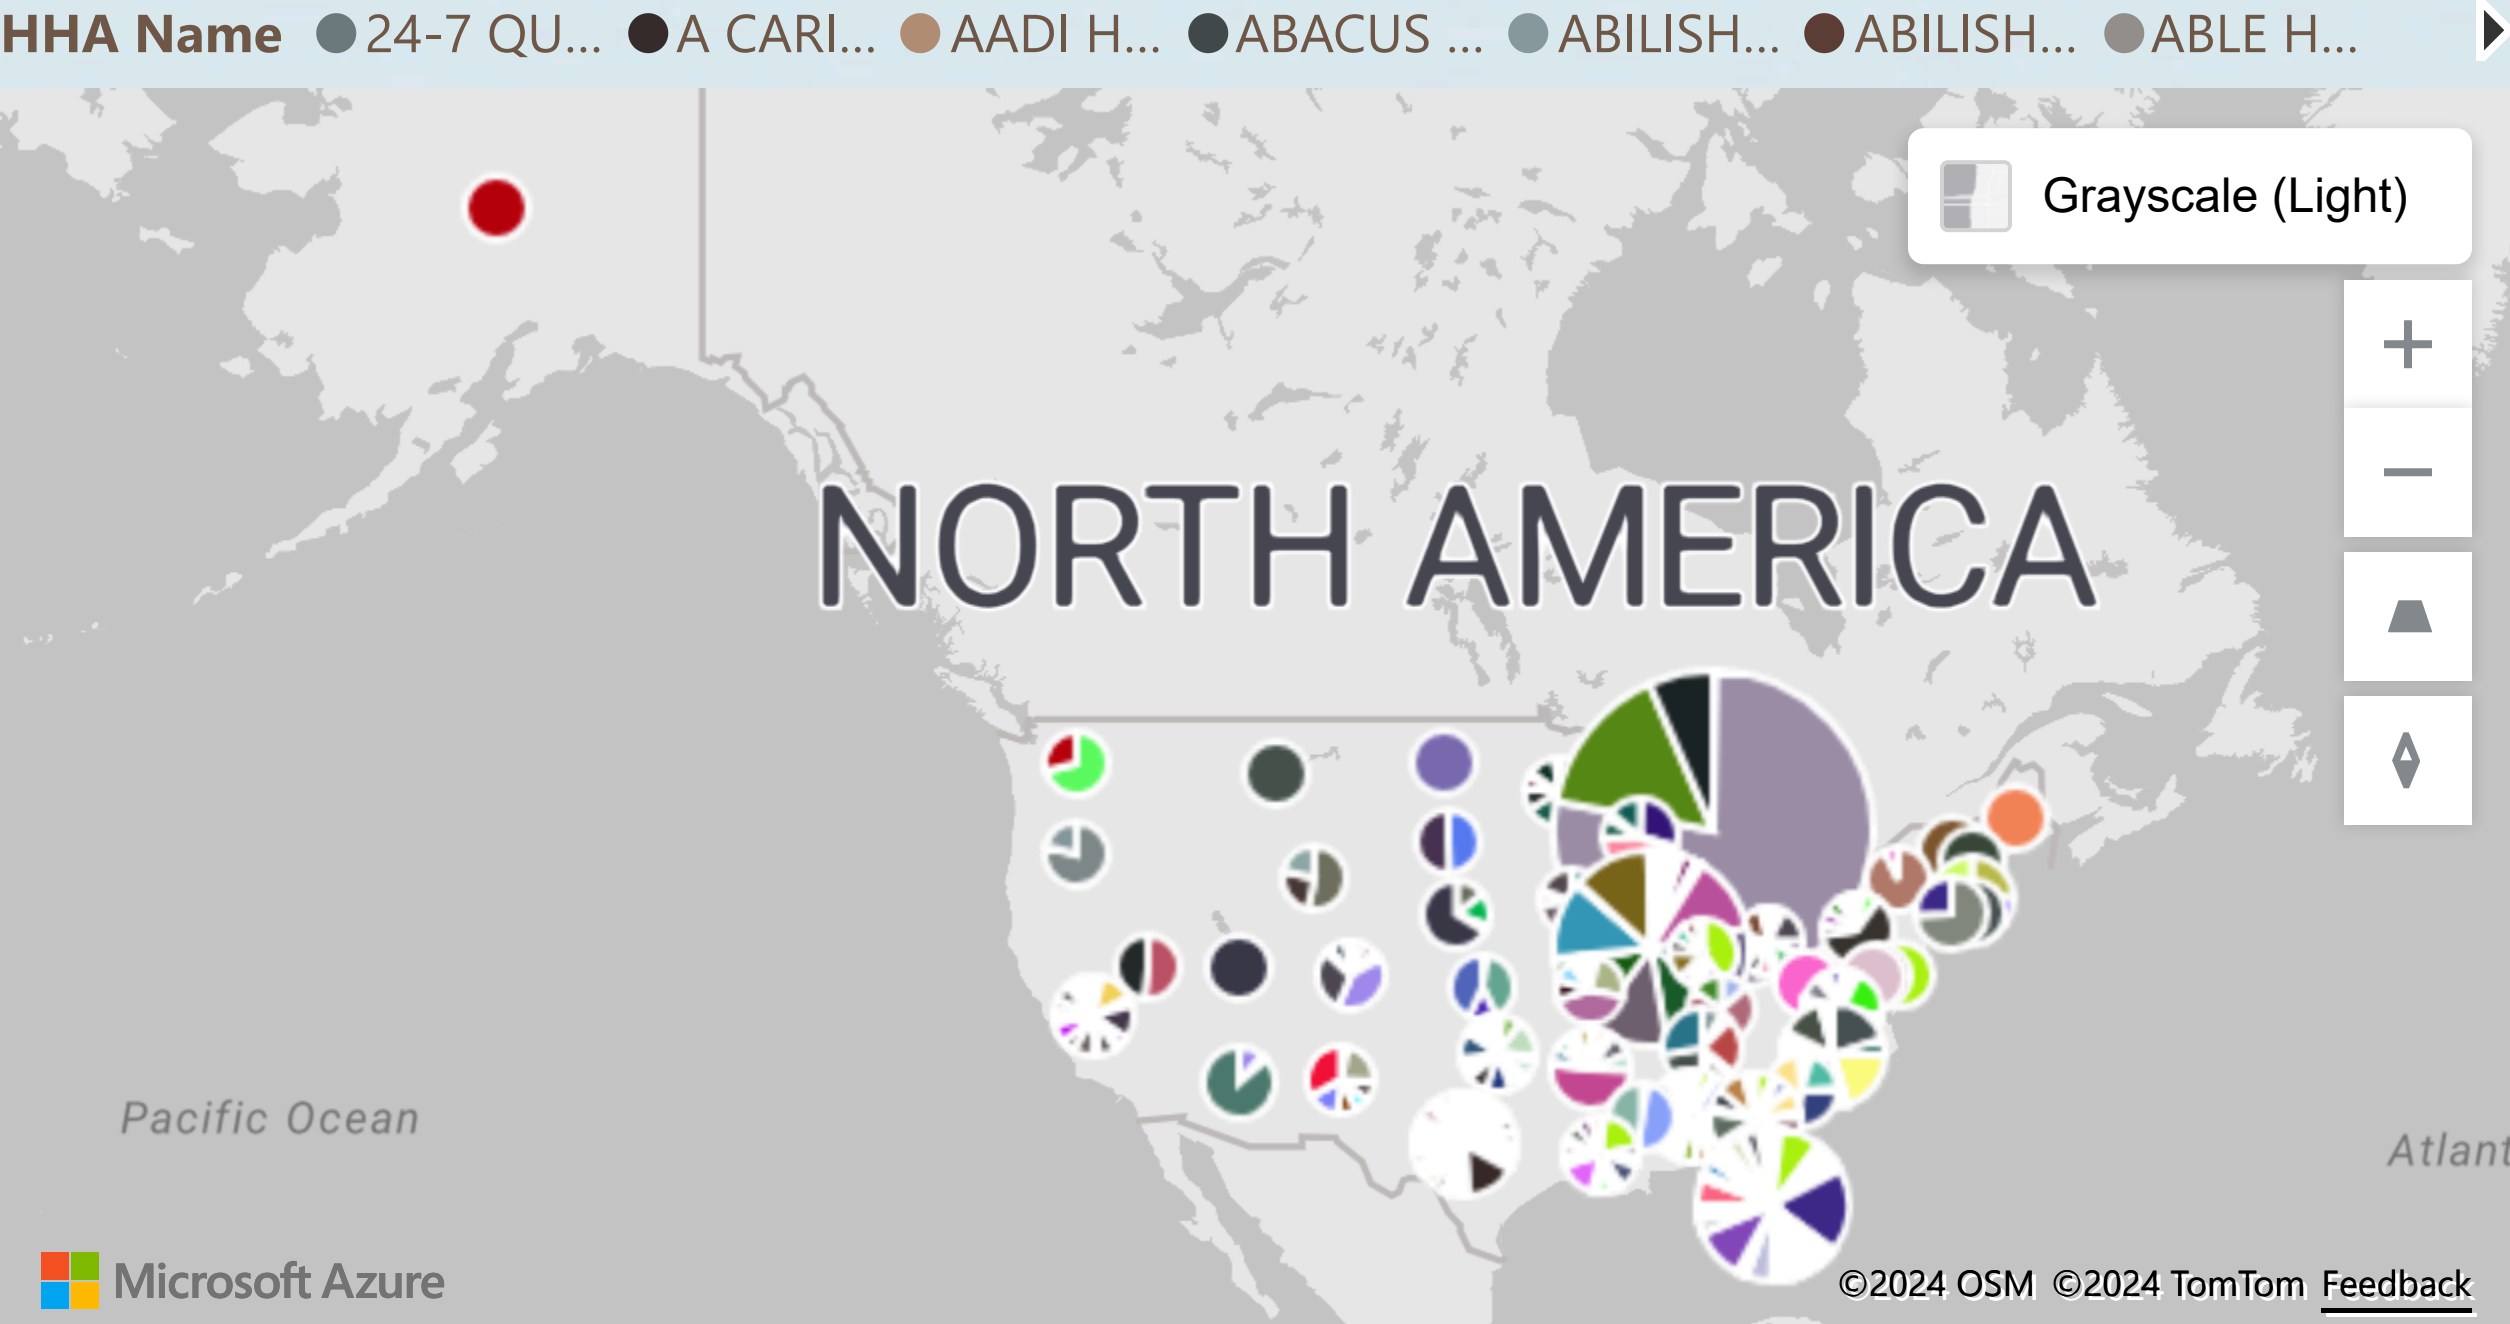 HHA Name 24-7 QU... A CARI... AADI H... ABACUS ... ABILISH... ABILISH... ABLE H...
Grayscale (Light)
NORTH AMERICA
Pacific Ocean
Atlant
Microsoft Azure
©2024 OSM ©2024 TomTom Feedback